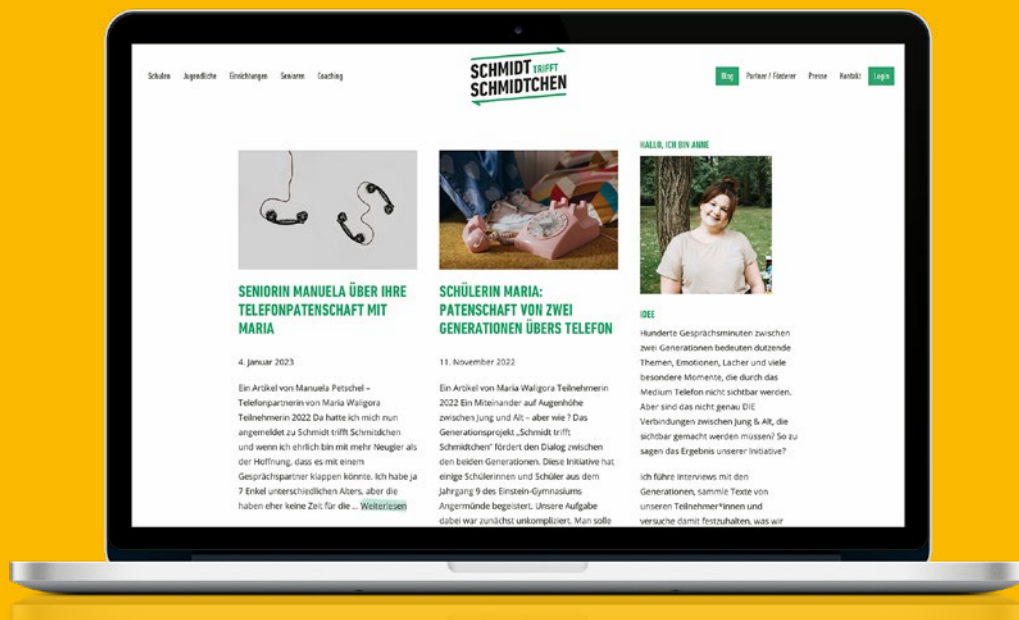 Schulen Jugendliche Einrichtungen Senioren Coaching
SCHMIDT TRIFFT
SCHMIDTCHEN
Blog Partner / Förderer Presse Kontakt Login
SENIORIN MANUELA ÜBER IHRE
TELEFONPATENSCHAFT MIT
MARIA
4. Januar 2023
Ein Artikel von Manuela Petschel –
Telefonpartnerin von Maria Waligora
Teilnehmerin 2022 Da hatte ich mich nun
angemeldet zu Schmidt trifft Schmitdchen
und wenn ich ehrlich bin mit mehr Neugier als
der Hoffnung, dass es mit einem
Gesprächspartner klappen könnte. Ich habe ja
7 Enkel unterschiedlichen Alters, aber die
haben eher keine Zeit für die ... Weiterlesen
SCHÜLERIN MARIA:
PATENSCHAFT VON ZWEI
GENERATIONEN ÜBERS TELEFON
11. November 2022
Ein Artikel von Maria Waligora Teilnehmerin
2022 Ein Miteinander auf Augenhöhe
zwischen Jung und Alt – aber wie ? Das
Generationsprojekt „Schmidt trifft
Schmidtchen“ fördert den Dialog zwischen
den beiden Generationen. Diese Initiative hat
einige Schülerinnen und Schüler aus dem
Jahrgang 9 des Einstein-Gymnasiums
Angermünde begeistert. Unsere Aufgabe
dabei war zunächst unkompliziert. Man solle
HALLO, ICH BIN ANNE
IDEE
Hunderte Gesprächsminuten zwischen
zwei Generationen bedeuten dutzende
Themen, Emotionen, Lacher und viele
besondere Momente, die durch das
Medium Telefon nicht sichtbar werden.
Aber sind das nicht genau DIE
Verbindungen zwischen Jung & Alt, die
sichtbar gemacht werden müssen? So zu
sagen das Ergebnis unserer Initiative?
Ich führe Interviews mit den
Generationen, sammle Texte von
unseren Teilnehmer*innen und
versuche damit festzuhalten, was wir